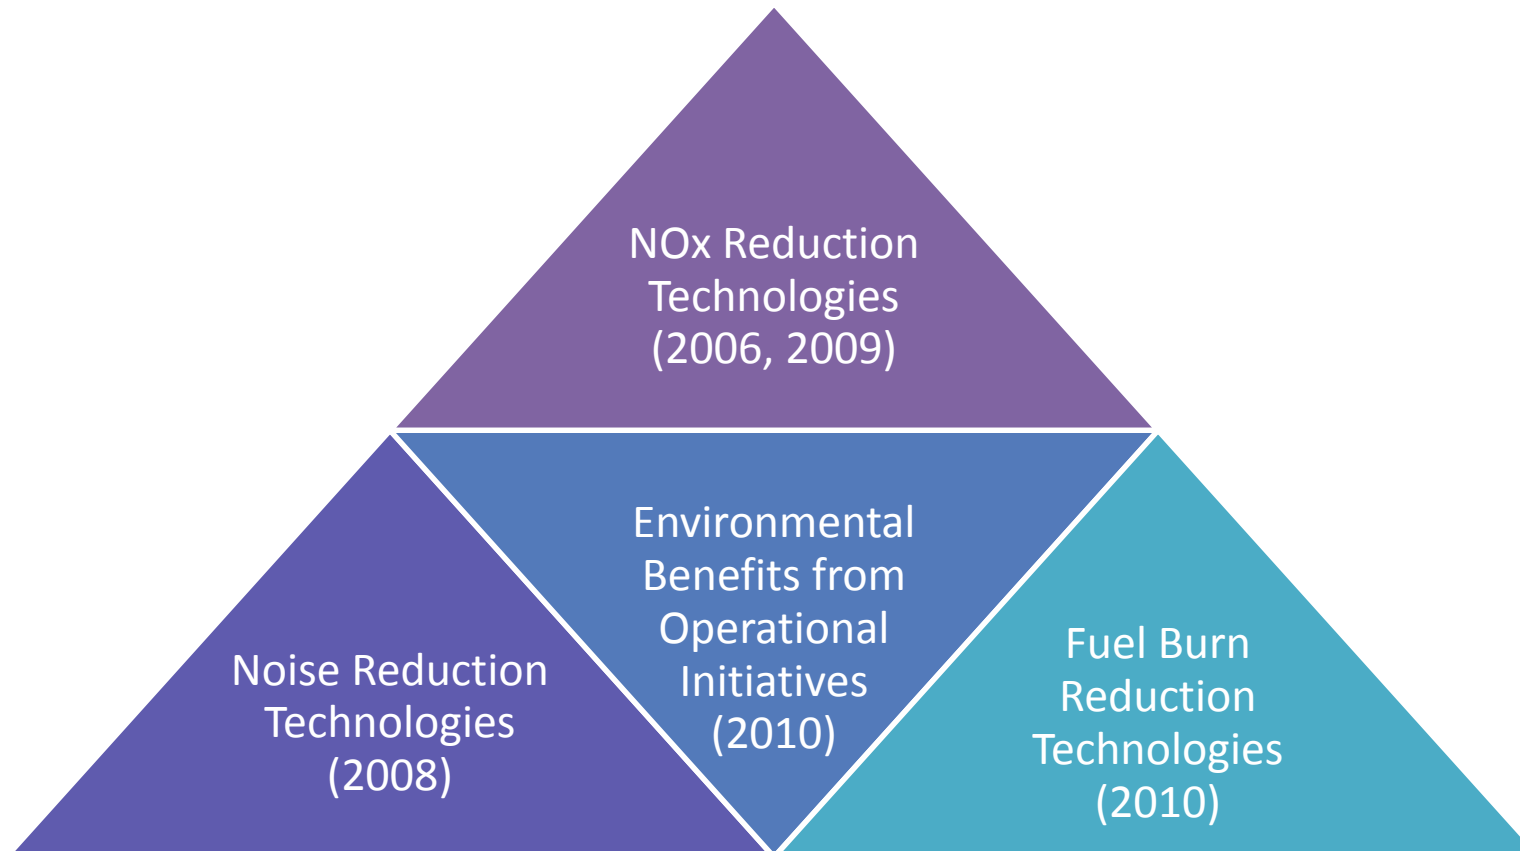 NOx Reduction
Technologies
(2006, 2009)
Noise Reduction
Technologies
(2008)
Environmental
Benefits from
Operational
Initiatives
(2010)
Fuel Burn
Reduction
Technologies
(2010)